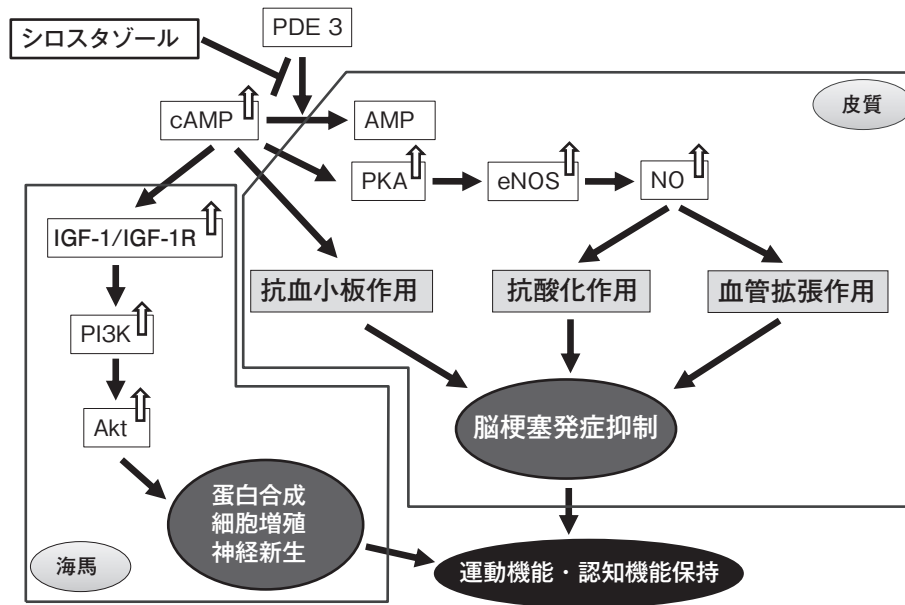 シロスタゾール
PDE 3
cAMP
AMP
皮質
PKA
eNOS
NO
IGF-1/IGF-1R
抗血小板作用
抗酸化作用
血管拡張作用
PI3K
Akt
脳梗塞発症抑制
蛋白合成
細胞増殖
神経新生
海馬
運動機能・認知機能保持